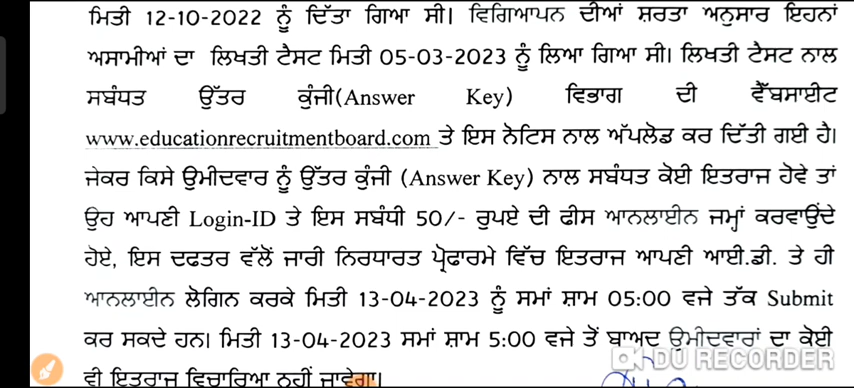 ਮਿਤੀ 12-10-2022 ਨੂੰ ਦਿੱਤਾ ਗਿਆ ਸੀ। ਵਿਗਿਆਪਨ ਦੀਆਂ ਸ਼ਰਤਾ ਅਨੁਸਾਰ ਇਹਨਾਂ
ਅਸਾਮੀਆਂ ਦਾ ਲਿਖਤੀ ਟੈਸਟ ਮਿਤੀ 05-03-2023 ਨੂੰ ਲਿਆ ਗਿਆ ਸੀ। ਲਿਖਤੀ ਟੈਸਟ ਨਾਲ
ਸਬੰਧਤ ਉੱਤਰ ਕੁੰਜੀ(Answer Key) ਵਿਭਾਗ ਦੀ ਵੈੱਬਸਾਈਟ
www.educationrecruitmentboard.com ਤੇ ਇਸ ਨੋਟਿਸ ਨਾਲ ਅੱਪਲੋਡ ਕਰ ਦਿੱਤੀ ਗਈ ਹੈ।
ਜੇਕਰ ਕਿਸੇ ਉਮੀਦਵਾਰ ਨੂੰ ਉੱਤਰ ਕੁੰਜੀ (Answer Key) ਨਾਲ ਸਬੰਧਤ ਕੋਈ ਇਤਰਾਜ ਹੋਵੇ ਤਾਂ
ਉਹ ਆਪਣੀ Login-ID ਤੇ ਇਸ ਸਬੰਧੀ 50/- ਰੁਪਏ ਦੀ ਫੀਸ ਆਨਲਾਈਨ ਜਮ੍ਹਾਂ ਕਰਵਾਉਂਦੇ
ਹੋਏ, ਇਸ ਦਫਤਰ ਵੱਲੋਂ ਜਾਰੀ ਨਿਰਧਾਰਤ ਪ੍ਰੋਫਾਰਮੇ ਵਿੱਚ ਇਤਰਾਜ ਆਪਣੀ ਆਈ.ਡੀ. ਤੇ ਹੀ
ਆਨਲਾਈਨ ਲੋਗਿਨ ਕਰਕੇ ਮਿਤੀ 13-04-2023 ਨੂੰ ਸਮਾਂ ਸ਼ਾਮ 05:00 ਵਜੇ ਤੱਕ Submit
ਕਰ ਸਕਦੇ ਹਨ। ਮਿਤੀ 13-04-2023 ਸਮਾਂ ਸ਼ਾਮ 5:00 ਵਜੇ ਤੋਂ ਬਾਅਦ ਉਮੀਦਵਾਰਾਂ ਦਾ ਕੋਈ
ਵੀ ਇਤਰਾਜ ਵਿਚਾਰਿਆ ਨਹੀਂ ਜਾਵੇਗਾ।
DU RECORDER